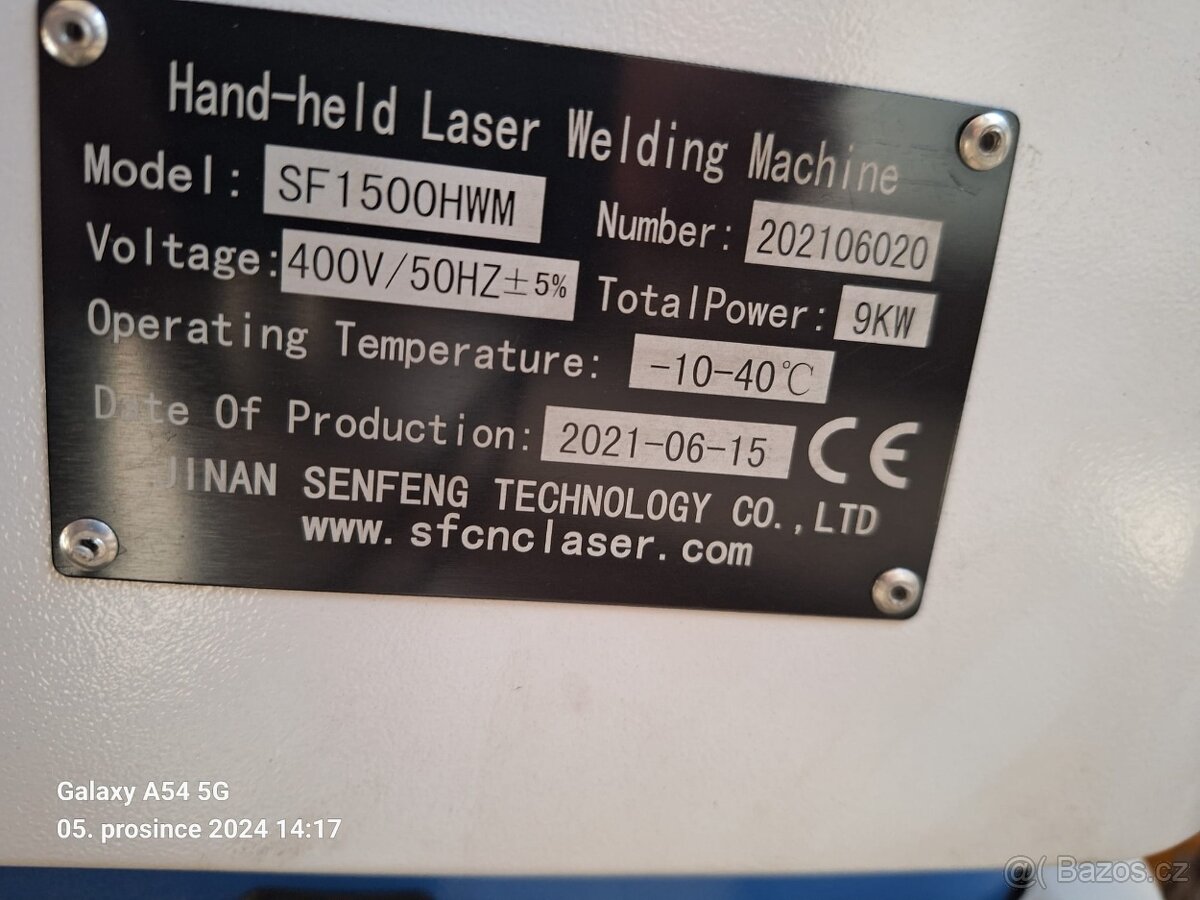 Hand-held Laser Welding Machine
Model: SF1500HWM Number: 202106020
Voltage: 400V/50HZ±5% TotalPower: 9KW
Operating Temperature: -10-40℃
Date Of Production: 2021-06-15 CE
JINAN SENFENG TECHNOLOGY CO.,LTD
www.sfcnclaser.com
Galaxy A54 5G
05. prosince 2024 14:17
@( Bazos.cz